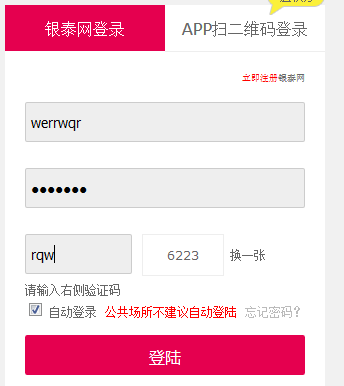 银泰网登录 APP扫二维码登录
立即注册银泰网
werrwqr
•••••••
rqw 6223 换一张
请输入右侧验证码
自动登录 公共场所不建议自动登陆 忘记密码?
登陆